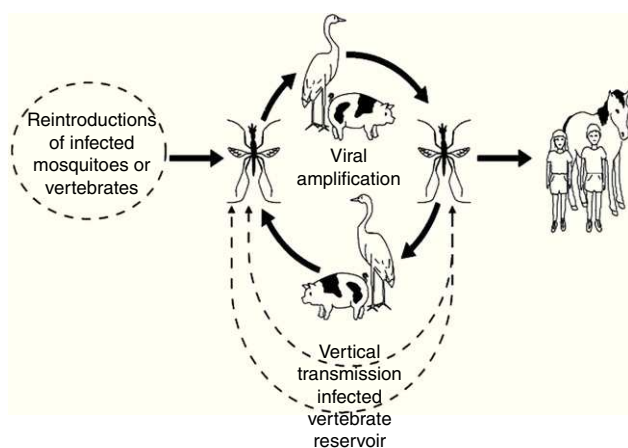 Reintroductions
of infected
mosquitoes or
vertebrates
Viral
amplification
Vertical
transmission
infected
vertebrate
reservoir